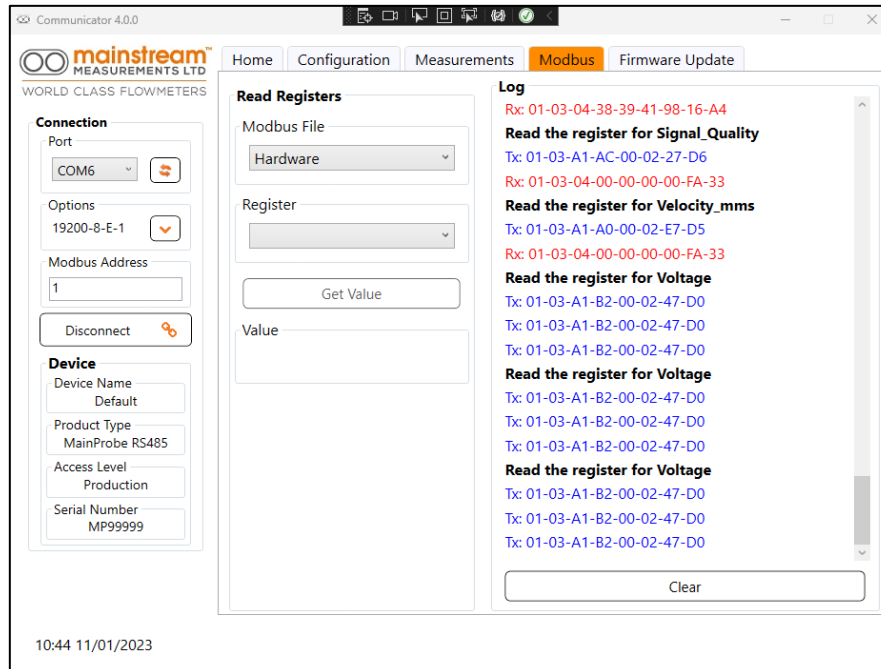 Communicator 4.0.0
mainstream™
MEASUREMENTS LTD
WORLD CLASS FLOWMETERS
Connection
Port
COM6
Options
19200-8-E-1
Modbus Address
1
Disconnect
Device
Device Name
Default
Product Type
MainProbe RS485
Access Level
Production
Serial Number
MP99999
10:44 11/01/2023
Home Configuration Measurements Modbus Firmware Update
Read Registers
Modbus File
Hardware
Register
Get Value
Value
Log
Rx: 01-03-04-38-39-41-98-16-A4
Read the register for Signal_Quality
Tx: 01-03-A1-AC-00-02-27-D6
Rx: 01-03-04-00-00-00-00-FA-33
Read the register for Velocity_mms
Tx: 01-03-A1-A0-00-02-E7-D5
Rx: 01-03-04-00-00-00-00-FA-33
Read the register for Voltage
Tx: 01-03-A1-B2-00-02-47-D0
Tx: 01-03-A1-B2-00-02-47-D0
Tx: 01-03-A1-B2-00-02-47-D0
Read the register for Voltage
Tx: 01-03-A1-B2-00-02-47-D0
Tx: 01-03-A1-B2-00-02-47-D0
Tx: 01-03-A1-B2-00-02-47-D0
Read the register for Voltage
Tx: 01-03-A1-B2-00-02-47-D0
Tx: 01-03-A1-B2-00-02-47-D0
Tx: 01-03-A1-B2-00-02-47-D0
Clear